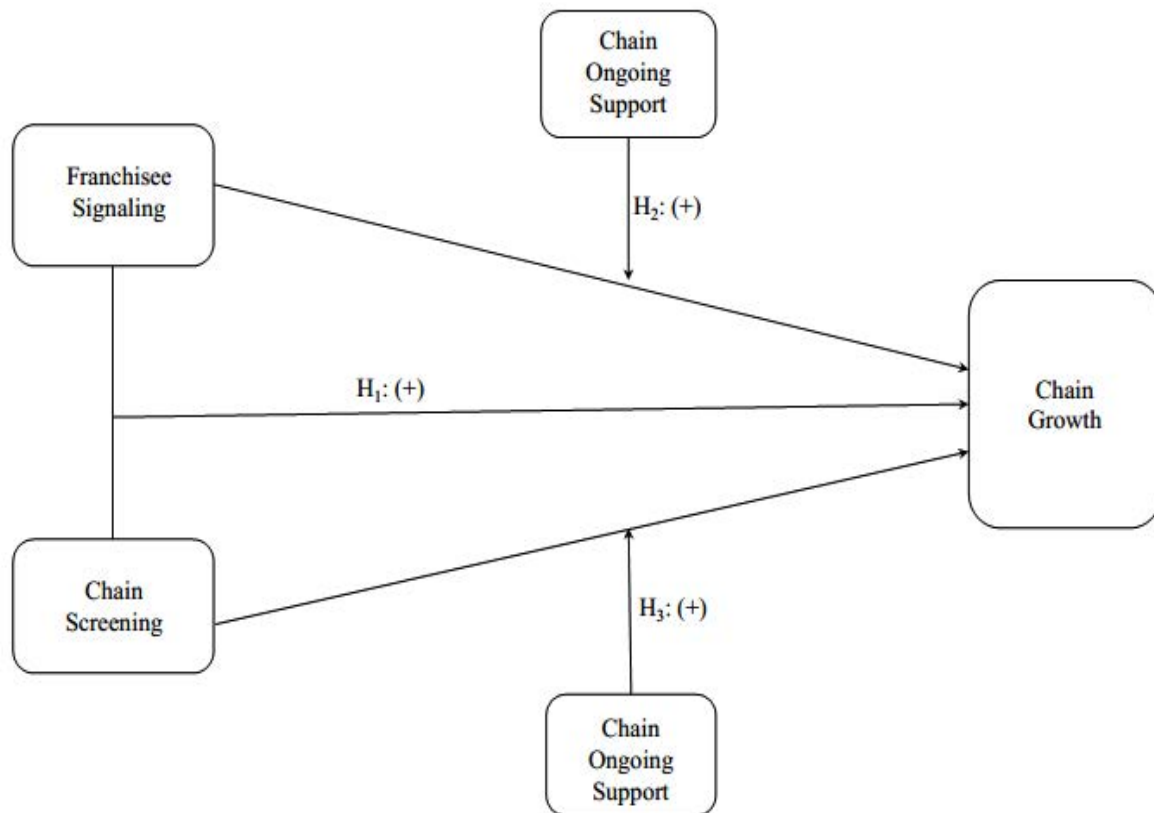 Chain
Ongoing
Support
Franchisee
Signaling
H₂: (+)
H₁: (+)
Chain
Growth
Chain
Screening
H₃: (+)
Chain
Ongoing
Support